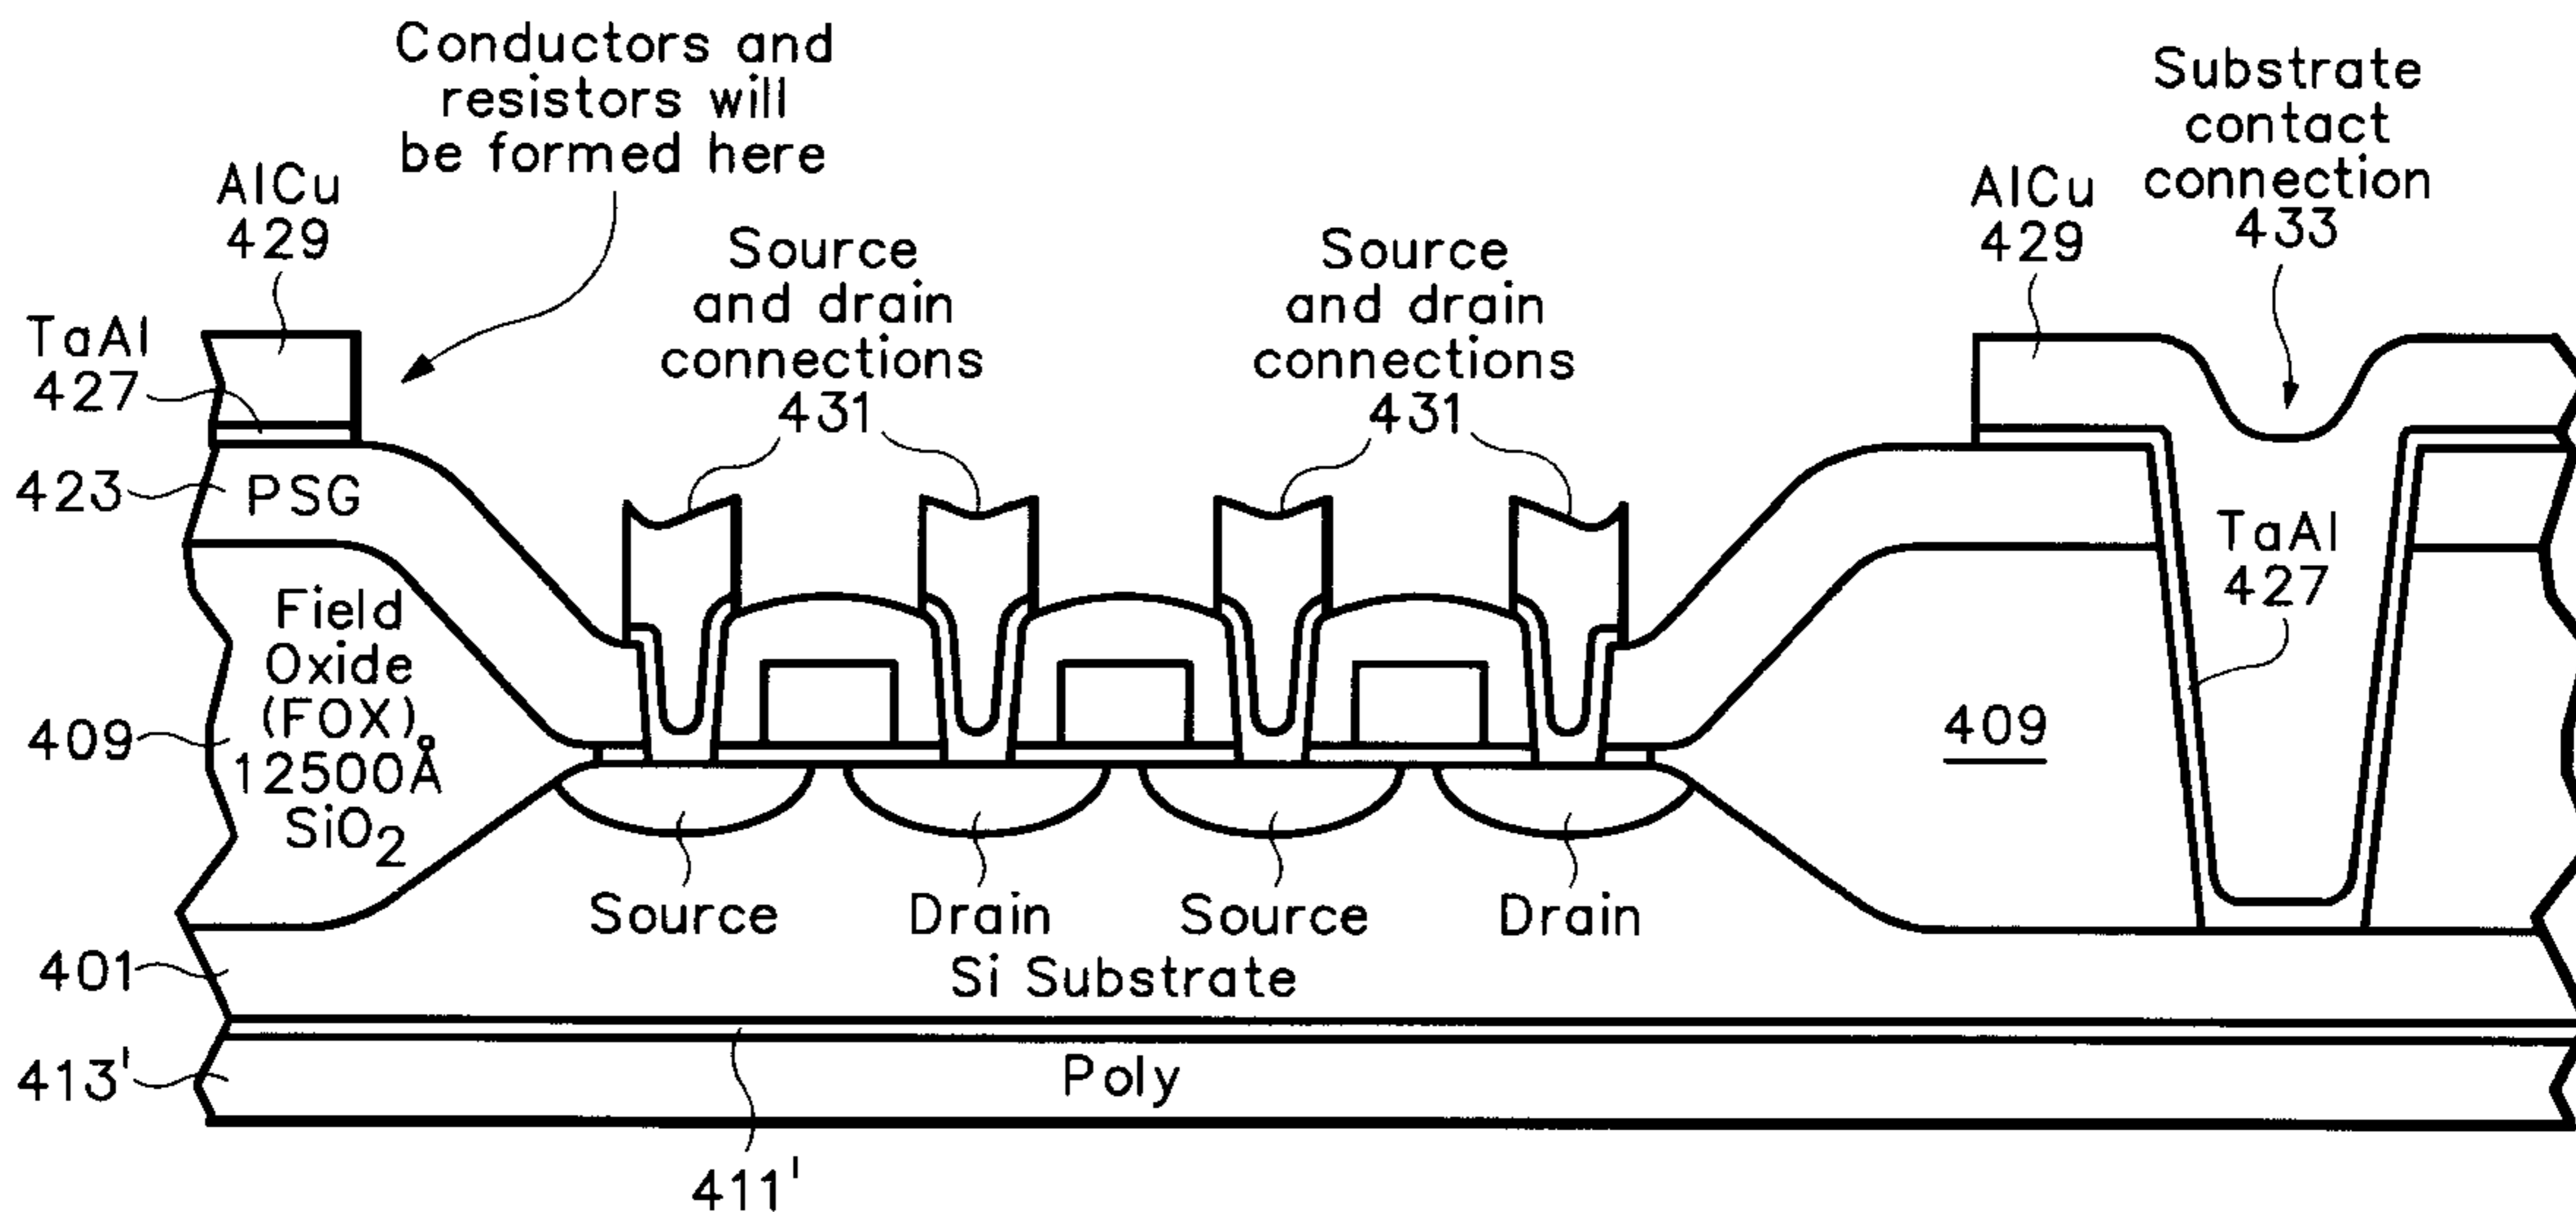 Conductors and
resistors will
be formed here
AlCu
429
TaAl
427
Source
and drain
connections
431
Source
and drain
connections
431
AlCu
429
Substrate
contact
connection
433
423
PSG
Field
Oxide
(FOX)
12500Å
SiO2
409
TaAl
427
409
Source
Drain
Source
Drain
401
Si Substrate
413'
Poly
411'